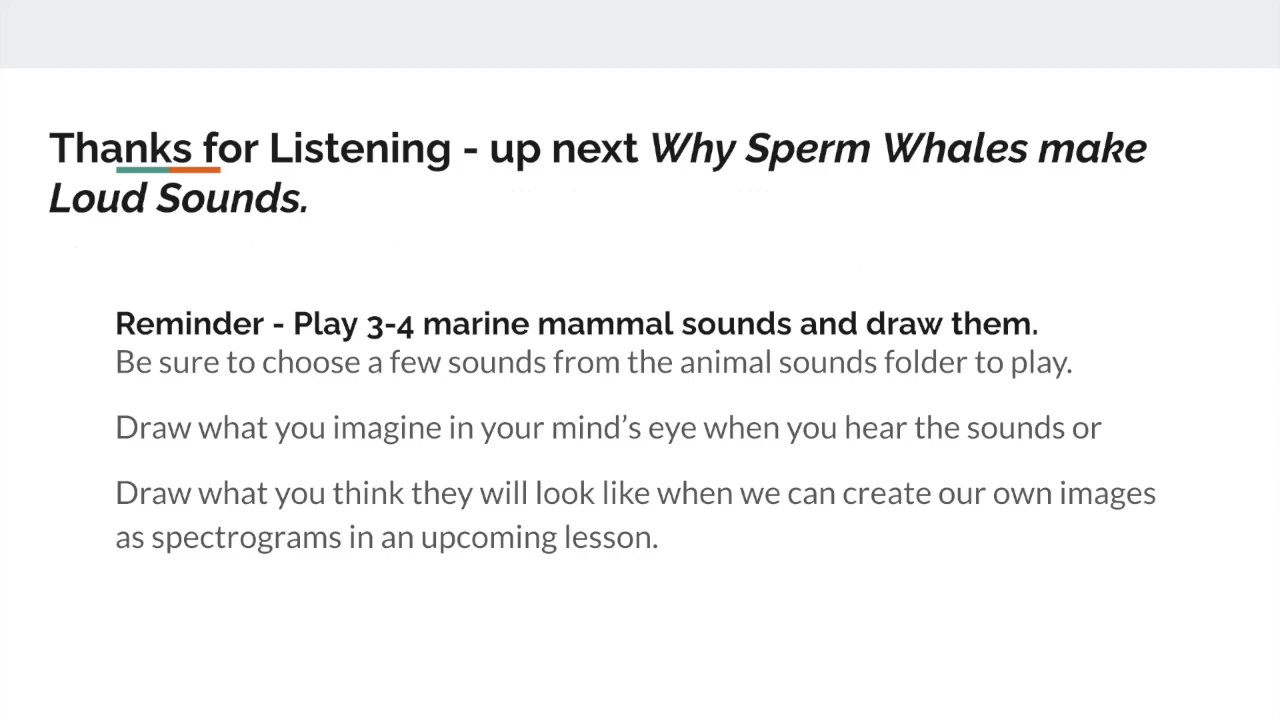 Thanks for Listening - up next Why Sperm Whales make
Loud Sounds.
Reminder - Play 3-4 marine mammal sounds and draw them.
Be sure to choose a few sounds from the animal sounds folder to play.
Draw what you imagine in your mind’s eye when you hear the sounds or
Draw what you think they will look like when we can create our own images
as spectrograms in an upcoming lesson.